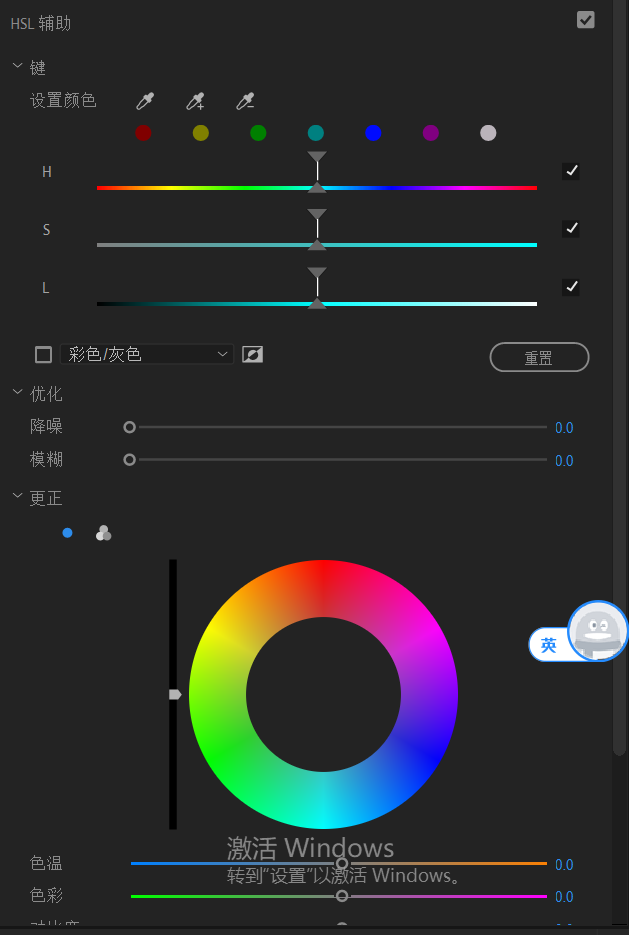 HSL 辅助
键
设置颜色
H
S
L
彩色/灰色
重置
优化
降噪 0.0
模糊 0.0
更正
英
激活 Windows
色温 0.0
转到“设置”以激活 Windows。
色彩 0.0